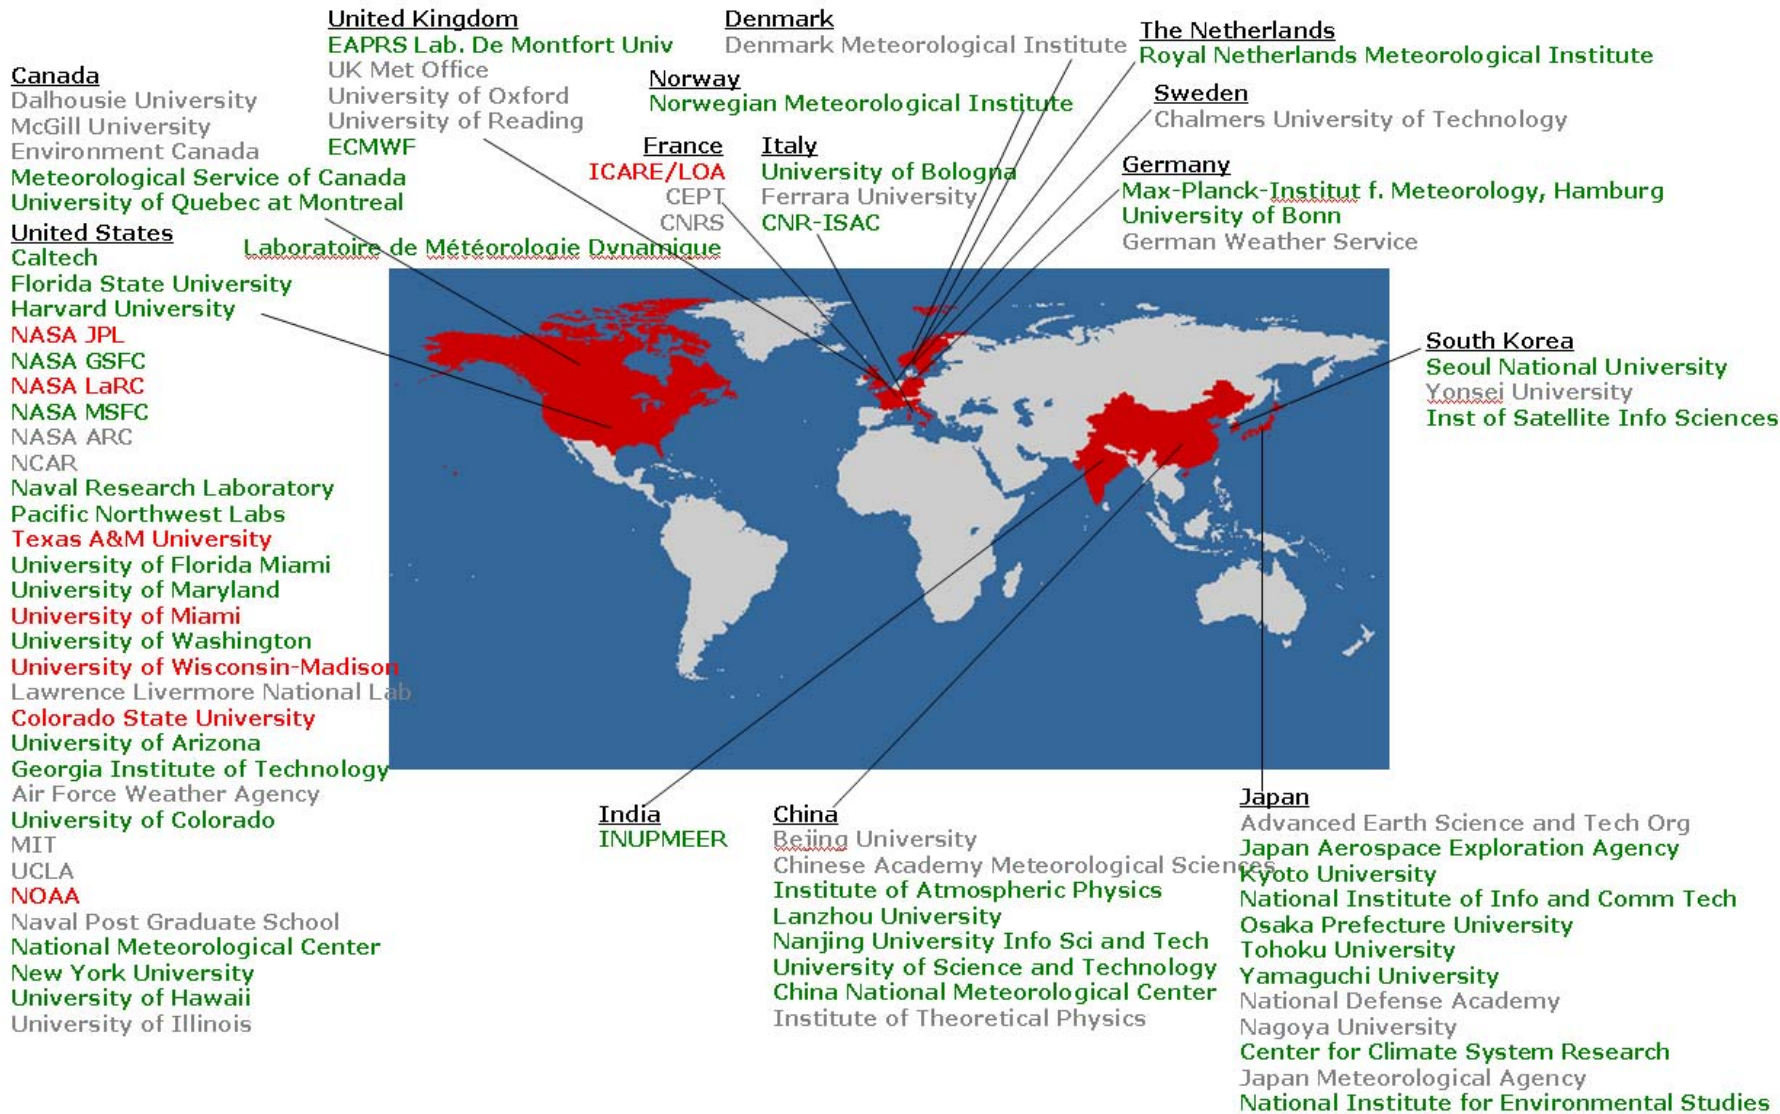 Canada
Dalhousie University
McGill University
Environment Canada
Meteorological Service of Canada
University of Quebec at Montreal
United States
Caltech
Florida State University
Harvard University
NASA JPL
NASA GSFC
NASA LaRC
NASA MSFC
NASA ARC
NCAR
Naval Research Laboratory
Pacific Northwest Labs
Texas A&M University
University of Florida Miami
University of Maryland
University of Miami
University of Washington
University of Wisconsin-Madison
Lawrence Livermore National Lab
Colorado State University
University of Arizona
Georgia Institute of Technology
Air Force Weather Agency
University of Colorado
MIT
UCLA
NOAA
Naval Post Graduate School
National Meteorological Center
New York University
University of Hawaii
University of Illinois
United Kingdom
EAPRS Lab. De Montfort Univ
UK Met Office
University of Oxford
University of Reading
ECMWF
Denmark
Denmark Meteorological Institute
Norway
Norwegian Meteorological Institute
France
ICARE/LOA
CEPT
CNRS
Laboratoire de Météorologie Dynamique
Italy
University of Bologna
Ferrara University
CNR-ISAC
The Netherlands
Royal Netherlands Meteorological Institute
Sweden
Chalmers University of Technology
Germany
Max-Planck-Institut f. Meteorology, Hamburg
University of Bonn
German Weather Service
South Korea
Seoul National University
Yonsei University
Inst of Satellite Info Sciences
India
INUPMEER
China
Bejing University
Chinese Academy Meteorological Sciences
Institute of Atmospheric Physics
Lanzhou University
Nanjing University Info Sci and Tech
University of Science and Technology
China National Meteorological Center
Institute of Theoretical Physics
Japan
Advanced Earth Science and Tech Org
Japan Aerospace Exploration Agency
Kyoto University
National Institute of Info and Comm Tech
Osaka Prefecture University
Tohoku University
Yamaguchi University
National Defense Academy
Nagoya University
Center for Climate System Research
Japan Meteorological Agency
National Institute for Environmental Studies